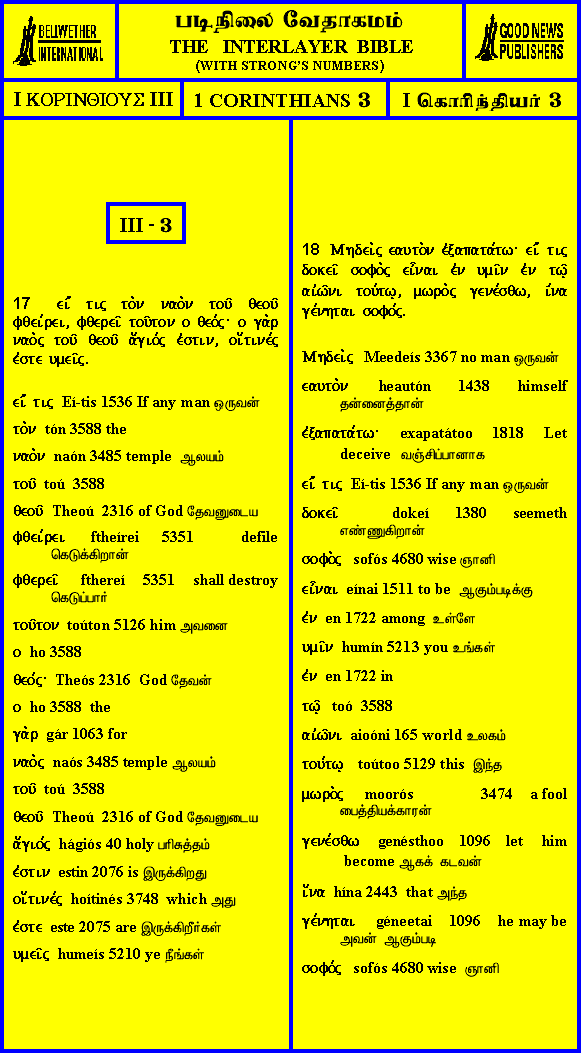 BELLWETHER
INTERNATIONAL
படிநிலை வேதாகமம்
THE INTERLAYER BIBLE
(WITH STRONG'S NUMBERS)
GOOD NEWS
PUBLISHERS
I ΚΟΡΙΝΘΙΟΥΣ III
1 CORINTHIANS 3
I கொரிந்தியர் 3
III - 3
17 εἴ τις τὸν ναὸν τοῦ θεοῦ
φθείρει, φθερεῖ τοῦτον ο θεός· ο γὰρ
ναὸς τοῦ θεοῦ ἅγιός ἐστιν, οἵτινές
ἐστε υμεῖς.
εἴ τις Eí-tis 1536 If any man ஒருவன்
τὸν tón 3588 the
ναὸν naón 3485 temple ஆலயம்
τοῦ toú 3588
θεοῦ Theoú 2316 of God தேவனுடைய
φθείρει ftheírei 5351 defile
கெடுக்கிறான்
φθερεῖ fthereí 5351 shall destroy
கெடுப்பார்
τοῦτον toúton 5126 him அவனை
ο ho 3588
θεός· Theós 2316 God தேவன்
ο ho 3588 the
γὰρ gár 1063 for
ναὸς naós 3485 temple ஆலயம்
τοῦ toú 3588
θεοῦ Theoú 2316 of God தேவனுடைய
ἅγιός hágiós 40 holy பரிசுத்தம்
ἐστιν estin 2076 is இருக்கிறது
οἵτινές hoítinés 3748 which அது
ἐστε este 2075 are இருக்கிறீர்கள்
υμεῖς humeís 5210 ye நீங்கள்
18 Μηδεὶς εαυτὸν ἐξαπατάτω· εἴ τις
δοκεῖ σοφὸς εἶναι ἐν υμῖν ἐν τῷ
αἰῶνι τούτῳ, μωρὸς γενέσθω, ἵνα
γένηται σοφός.
Μηδεὶς Meedeís 3367 no man ஒருவன்
εαυτὸν heautón 1438 himself
தன்னைத்தான்
ἐξαπατάτω· exapatátoo 1818 Let
deceive வஞ்சிப்பானாக
εἴ τις Eí-tis 1536 If any man ஒருவன்
δοκεῖ dokeí 1380 seemeth
எண்ணுகிறான்
σοφὸς sofós 4680 wise ஞானி
εἶναι eínai 1511 to be ஆகும்படிக்கு
ἐν en 1722 among உள்ளே
υμῖν humín 5213 you உங்கள்
ἐν en 1722 in
τῷ toó 3588
αἰῶνι aioóni 165 world உலகம்
τούτῳ toútoo 5129 this இந்த
μωρὸς moorós 3474 a fool
பைத்தியக்காரன்
γενέσθω genésthoo 1096 let him
become ஆகக் கடவன்
ἵνα hína 2443 that அந்த
γένηται géneetai 1096 he may be
அவன் ஆகும்படி
σοφός sofós 4680 wise ஞானி